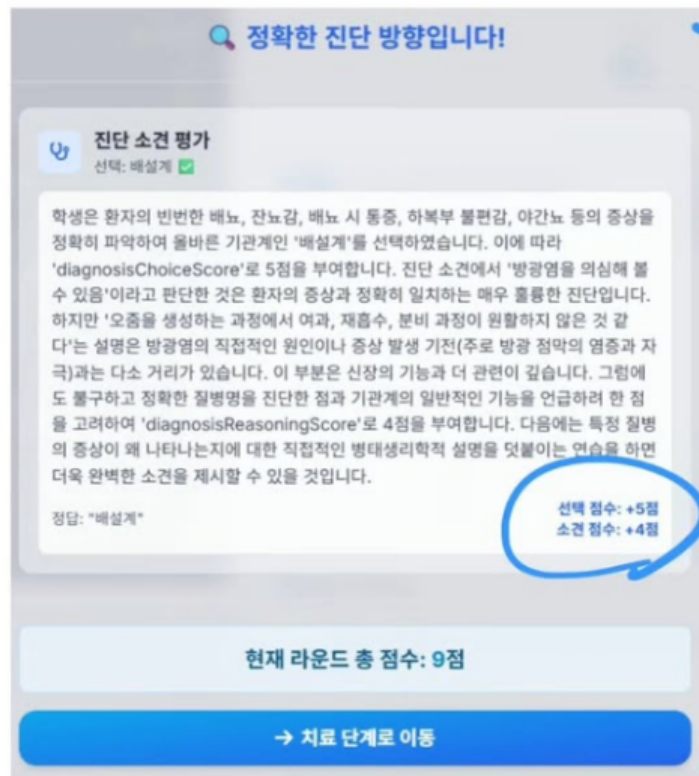 정확한 진단 방향입니다!
진단 소견 평가
선택: 배설계
학생은 환자의 빈번한 배뇨, 잔뇨감, 배뇨 시 통증, 하복부 불편감, 야간뇨 등의 증상을
정확히 파악하여 올바른 기관계인 '배설계'를 선택하였습니다. 이에 따라
'diagnosisChoiceScore'로 5점을 부여합니다. 진단 소견에서 '방광염을 의심해 볼
수 있음'이라고 판단한 것은 환자의 증상과 정확히 일치하는 매우 훌륭한 진단입니다.
하지만 '오줌을 생성하는 과정에서 여과, 재흡수, 분비 과정이 원활하지 않은 것 같
다'는 설명은 방광염의 직접적인 원인이나 증상 발생 기전(주로 방광 점막의 염증과 자
극)과는 다소 거리가 있습니다. 이 부분은 신장의 기능과 더 관련이 깊습니다. 그럼에
도 불구하고 정확한 질병명을 진단한 점과 기관계의 일반적인 기능을 언급하려 한 점
을 고려하여 'diagnosisReasoningScore'로 4점을 부여합니다. 다음에는 특정 질병
의 증상이 왜 나타나는지에 대한 직접적인 병태생리학적 설명을 덧붙이는 연습을 하면
더욱 완벽한 소견을 제시할 수 있을 것입니다.
정답: "배설계"
선택 점수: +5점
소견 점수: +4점
현재 라운드 총 점수: 9점
→ 치료 단계로 이동